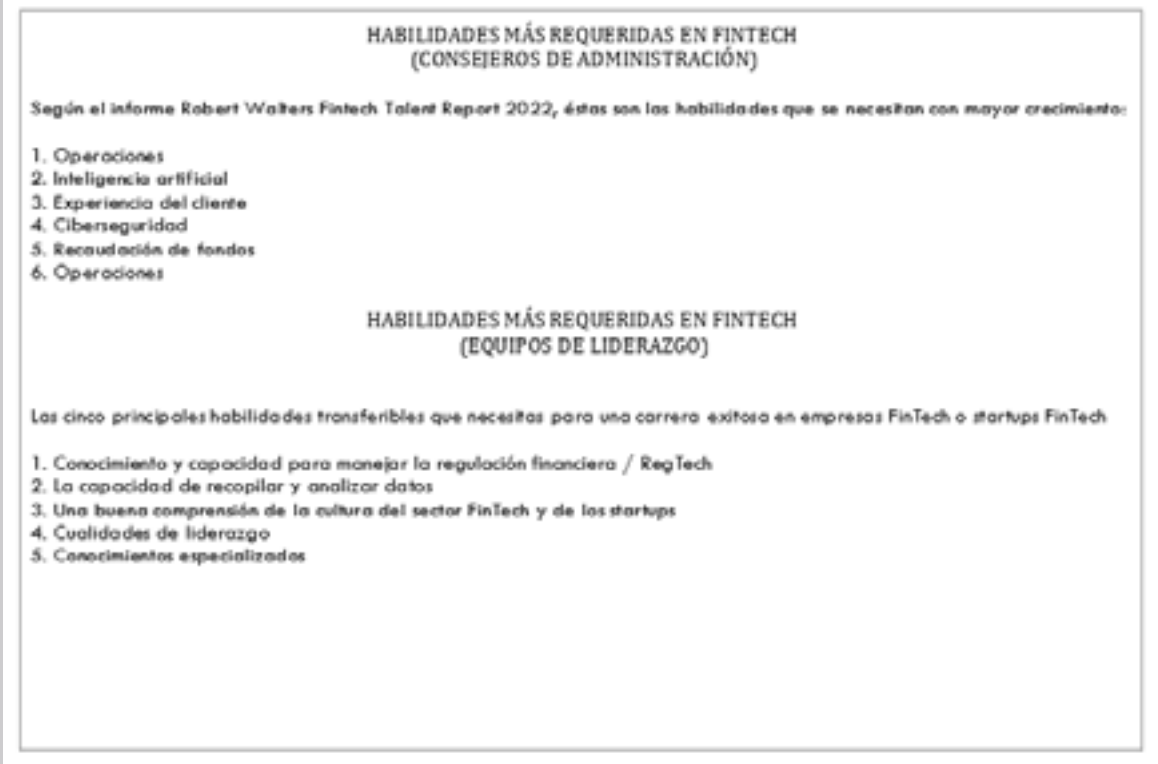 HABILIDADES MÁS REQUERIDAS EN FINTECH
(CONSEJEROS DE ADMINISTRACIÓN)
Según el informe Robert Walters Fintech Talent Report 2022, éstas son las habilidades que se necesitan con mayor crecimiento:
1. Operaciones
2. Inteligencia artificial
3. Experiencia del cliente
4. Ciberseguridad
5. Recaudación de fondos
6. Operaciones
HABILIDADES MÁS REQUERIDAS EN FINTECH
(EQUIPOS DE LIDERAZGO)
Las cinco principales habilidades transferibles que necesitas para una carrera exitosa en empresas FinTech o startups FinTech
1. Conocimiento y capacidad para manejar la regulación financiera / RegTech
2. La capacidad de recopilar y analizar datos
3. Una buena comprensión de la cultura del sector FinTech y de los startups
4. Cualidades de liderazgo
5. Conocimientos especializados